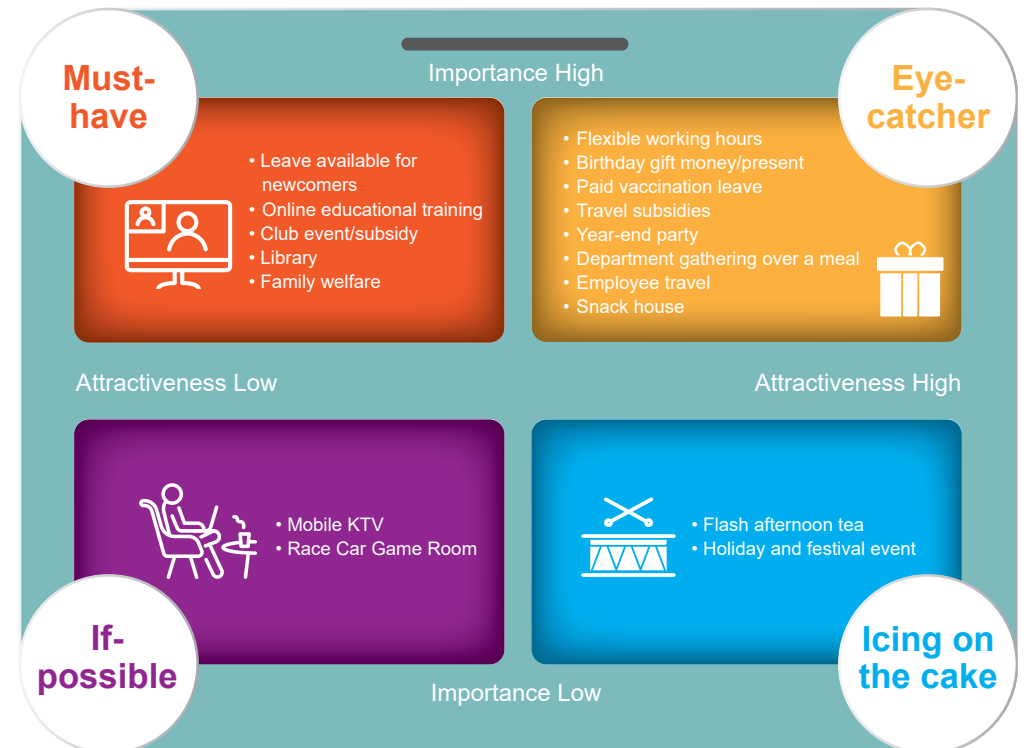 Must-
have
Importance High
Eye-
catcher
• Leave available for
newcomers
• Online educational training
• Club event/subsidy
• Library
• Family welfare
• Flexible working hours
• Birthday gift money/present
• Paid vaccination leave
• Travel subsidies
• Year-end party
• Department gathering over a meal
• Employee travel
• Snack house
Attractiveness Low
Attractiveness High
• Mobile KTV
• Race Car Game Room
• Flash afternoon tea
• Holiday and festival event
If-
possible
Importance Low
Icing on
the cake